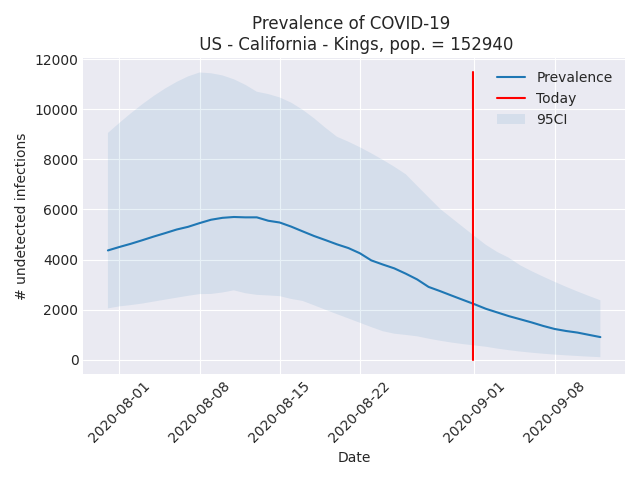 Prevalence of COVID-19
US - California - Kings, pop. = 152940
12000
10000
8000
6000
4000
2000
0
# undetected infections
Prevalence
Today
95CI
2020-08-01
2020-08-08
2020-08-15
2020-08-22
2020-09-01
2020-09-08
Date